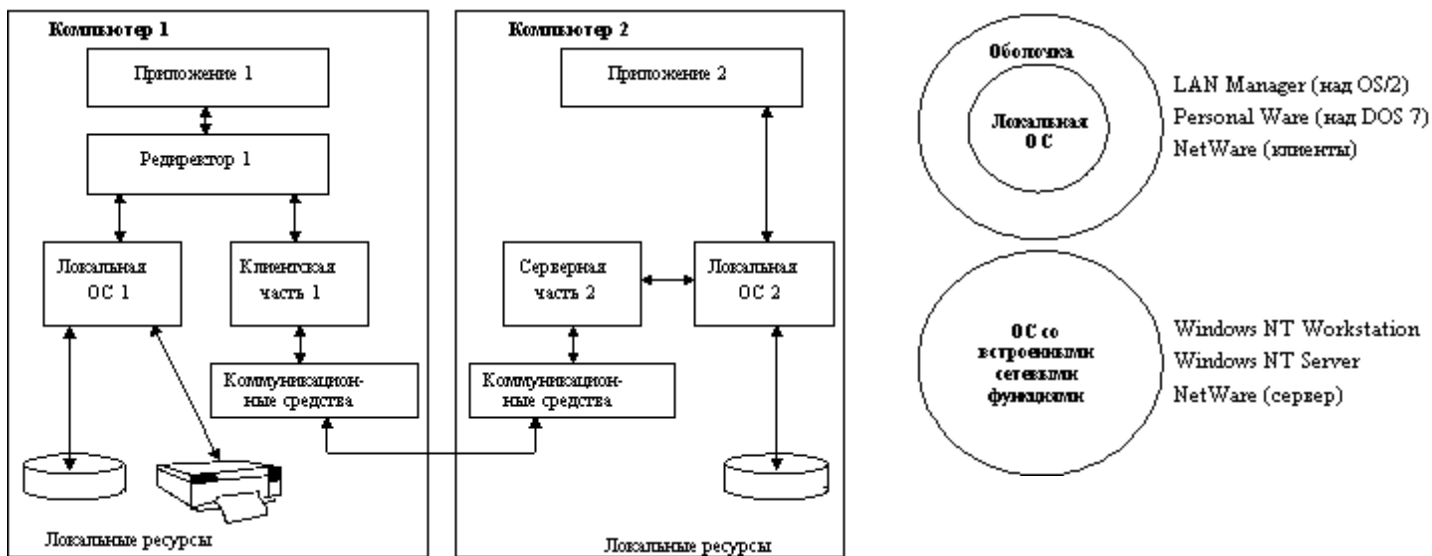 Компьютер 1
Приложение 1
Редиректор 1
Локальная
ОС 1
Клиентская
часть 1
Коммуникацион-
ные средства
Локальные ресурсы
Компьютер 2
Приложение 2
Серверная
часть 2
Локальная
ОС 2
Коммуникацион-
ные средства
Локальные ресурсы
Оболочка
Локальная
ОС
LAN Manager (над OS/2)
Personal Ware (над DOS 7)
NetWare (клиенты)
ОС со
встроенными
сетевыми
функциями
Windows NT Workstation
Windows NT Server
NetWare (сервер)